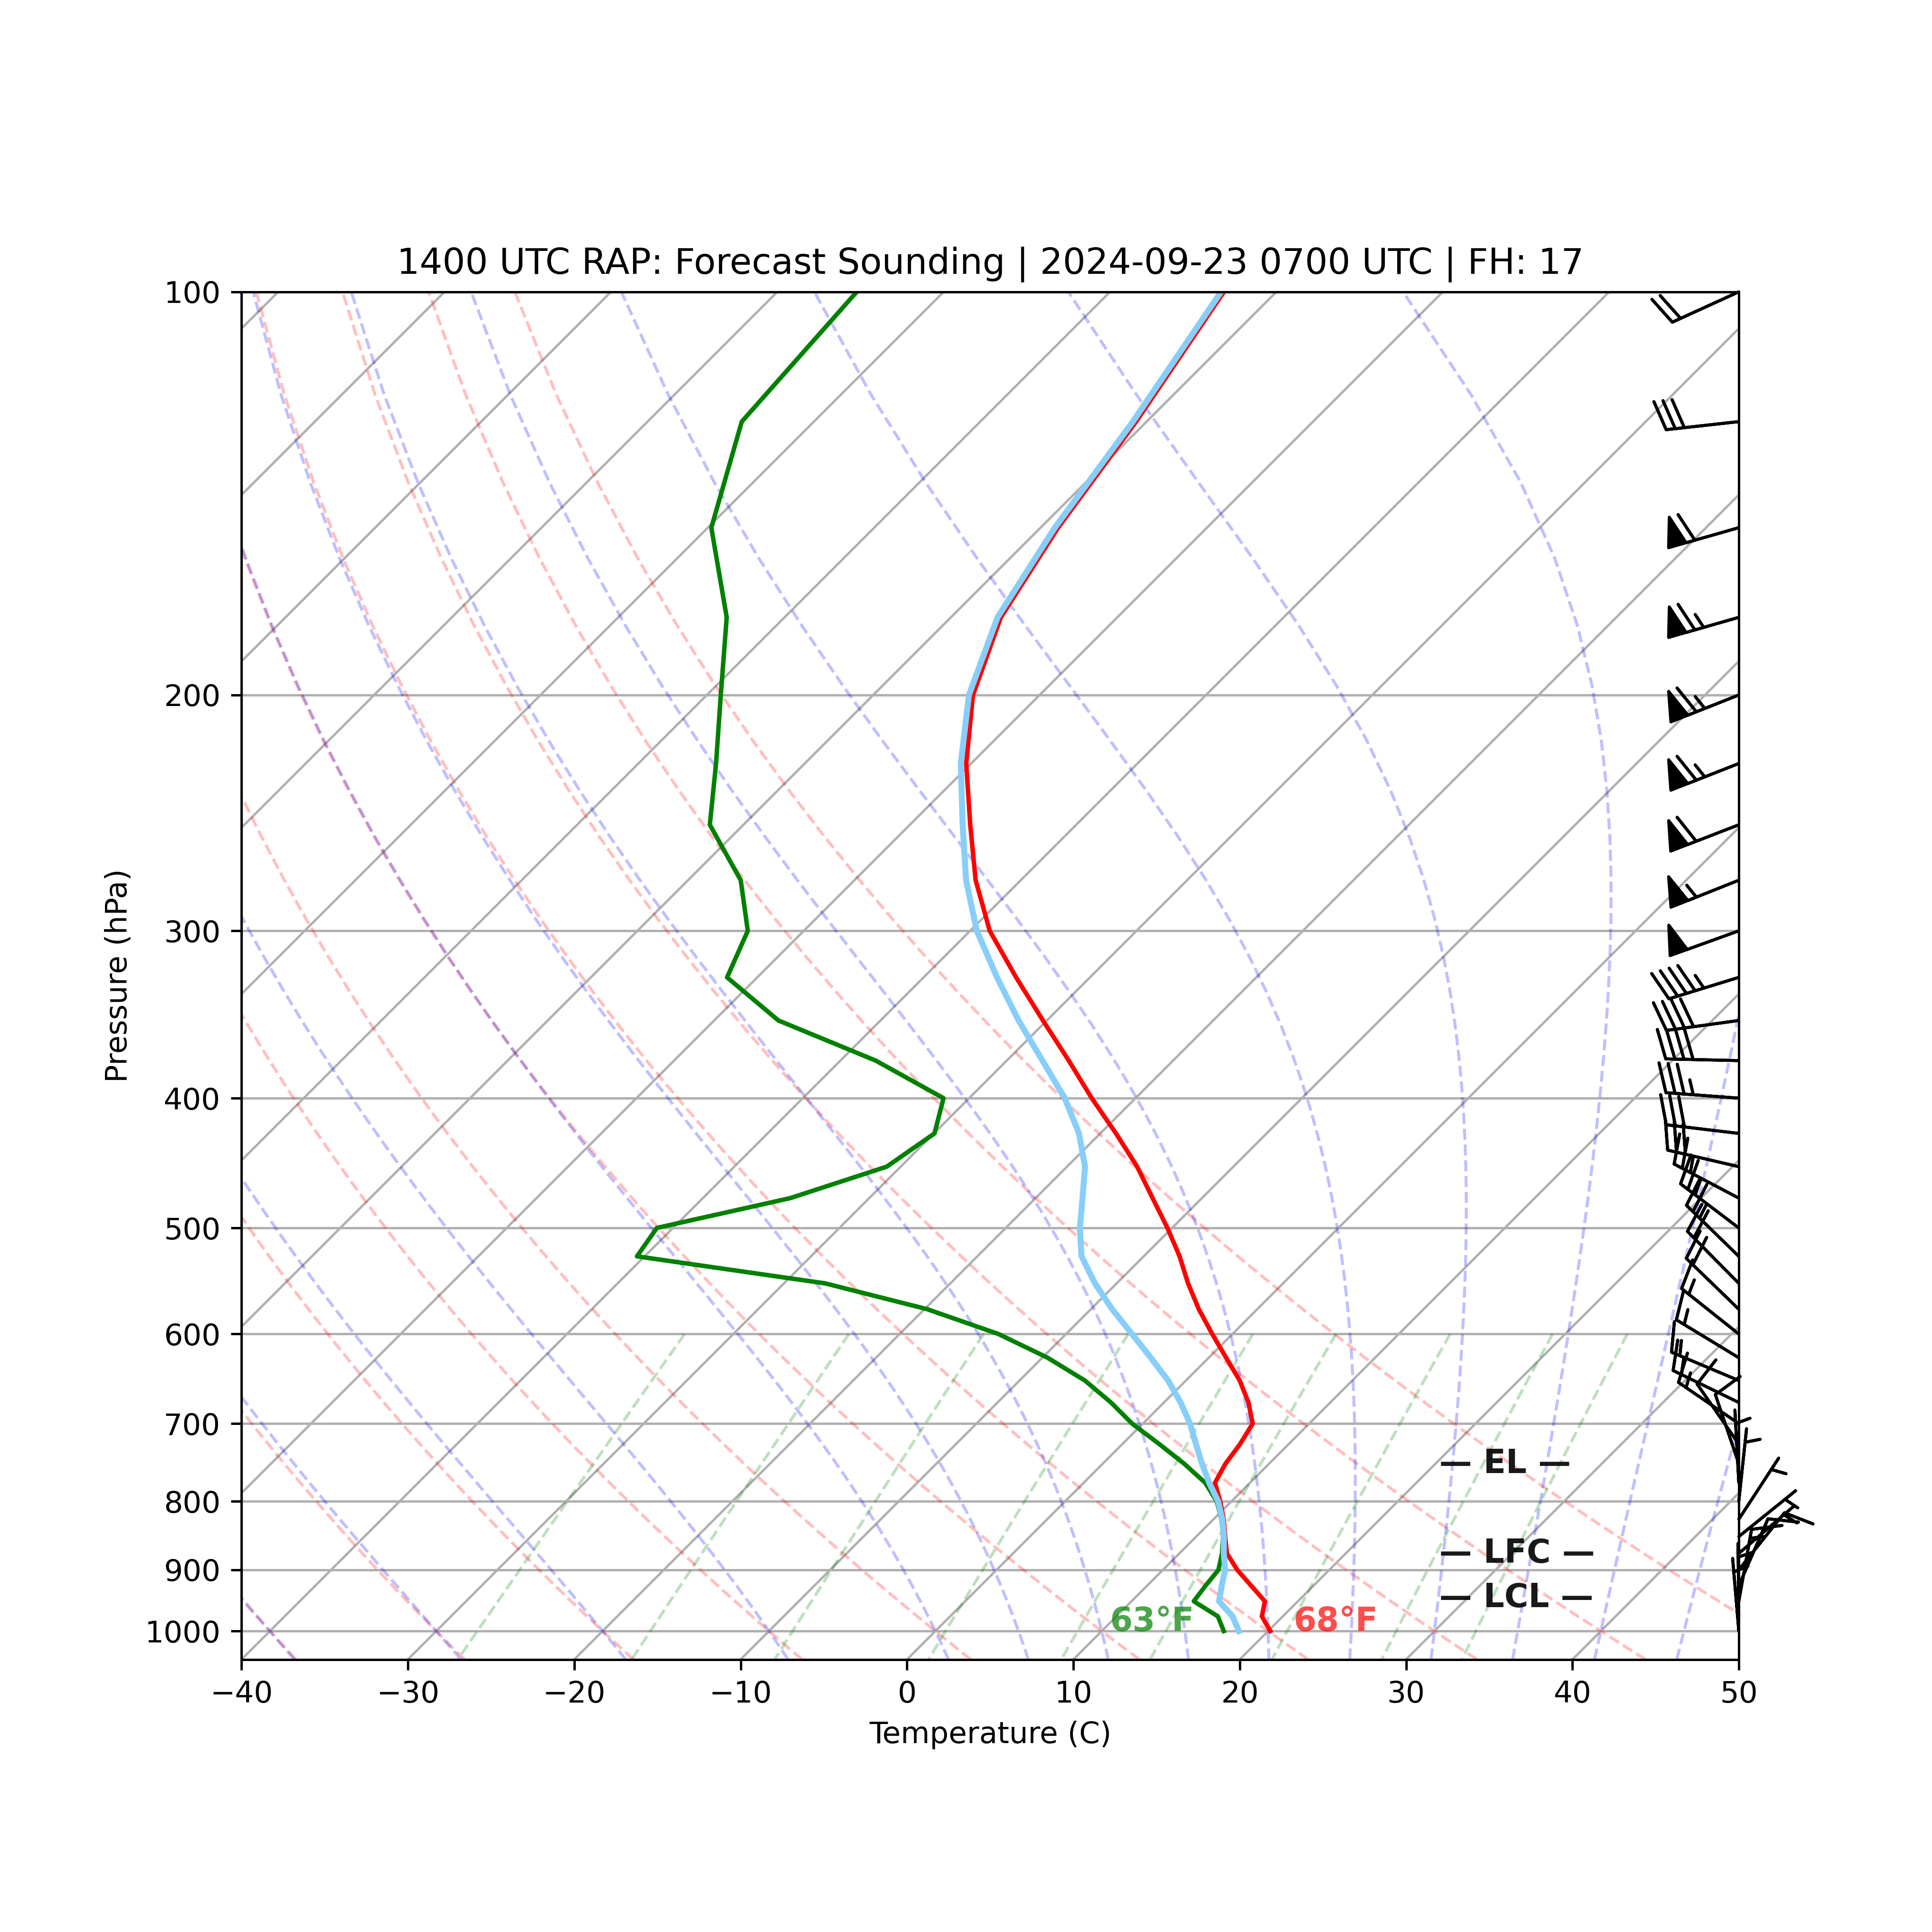 1400 UTC RAP: Forecast Sounding | 2024-09-23 0700 UTC | FH: 17
100
200
300
400
500
600
700
800
900
1000
Pressure (hPa)
— EL —
— LFC —
— LCL —
63°F
68°F
−40 −30 −20 −10 0 10 20 30 40 50
Temperature (C)